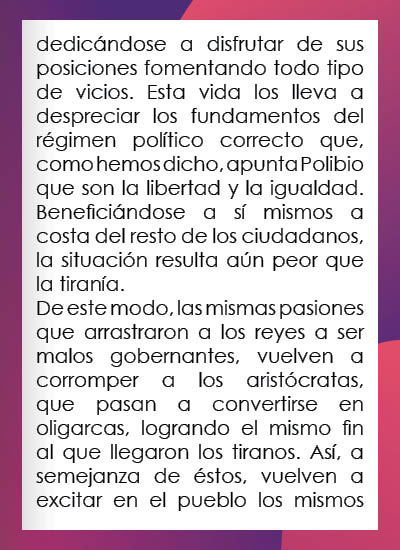 dedicándose a disfrutar de sus
posiciones fomentando todo tipo
de vicios. Esta vida los lleva a
despreciar los fundamentos del
régimen político correcto que,
como hemos dicho, apunta Polibio
que son la libertad y la igualdad.
Beneficiándose a sí mismos a
costa del resto de los ciudadanos,
la situación resulta aún peor que
la tiranía.
De este modo, las mismas pasiones
que arrastraron a los reyes a ser
malos gobernantes, vuelven a
corromper a los aristócratas,
que pasan a convertirse en
oligarcas, logrando el mismo fin
al que llegaron los tiranos. Así, a
semejanza de éstos, vuelven a
excitar en el pueblo los mismos